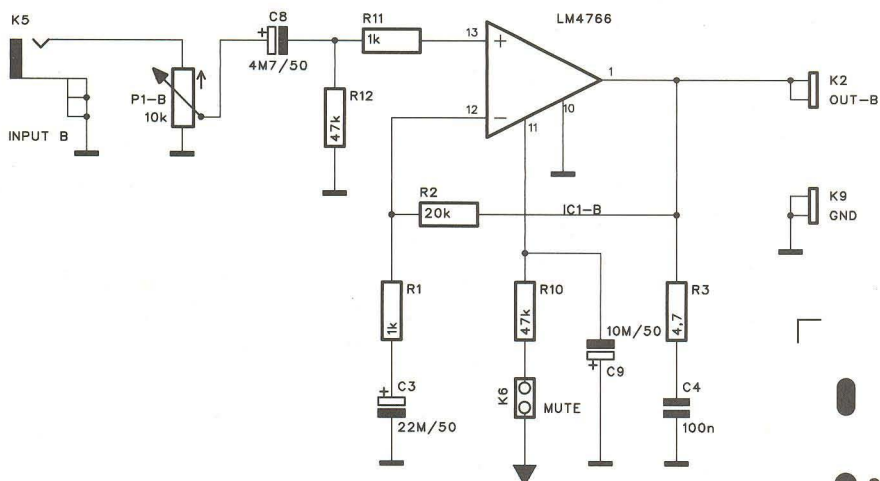 K5
INPUT B
P1-B
10k
C8
+
4M7/50
R11
1k
R12
47k
LM4766
13
+
12
−
11
10
1
K2
OUT-B
K9
GND
R2
20k
IC1-B
R1
1k
+
C3
22M/50
R10
47k
K6
MUTE
10M/50
+
C9
R3
4,7
C4
100n